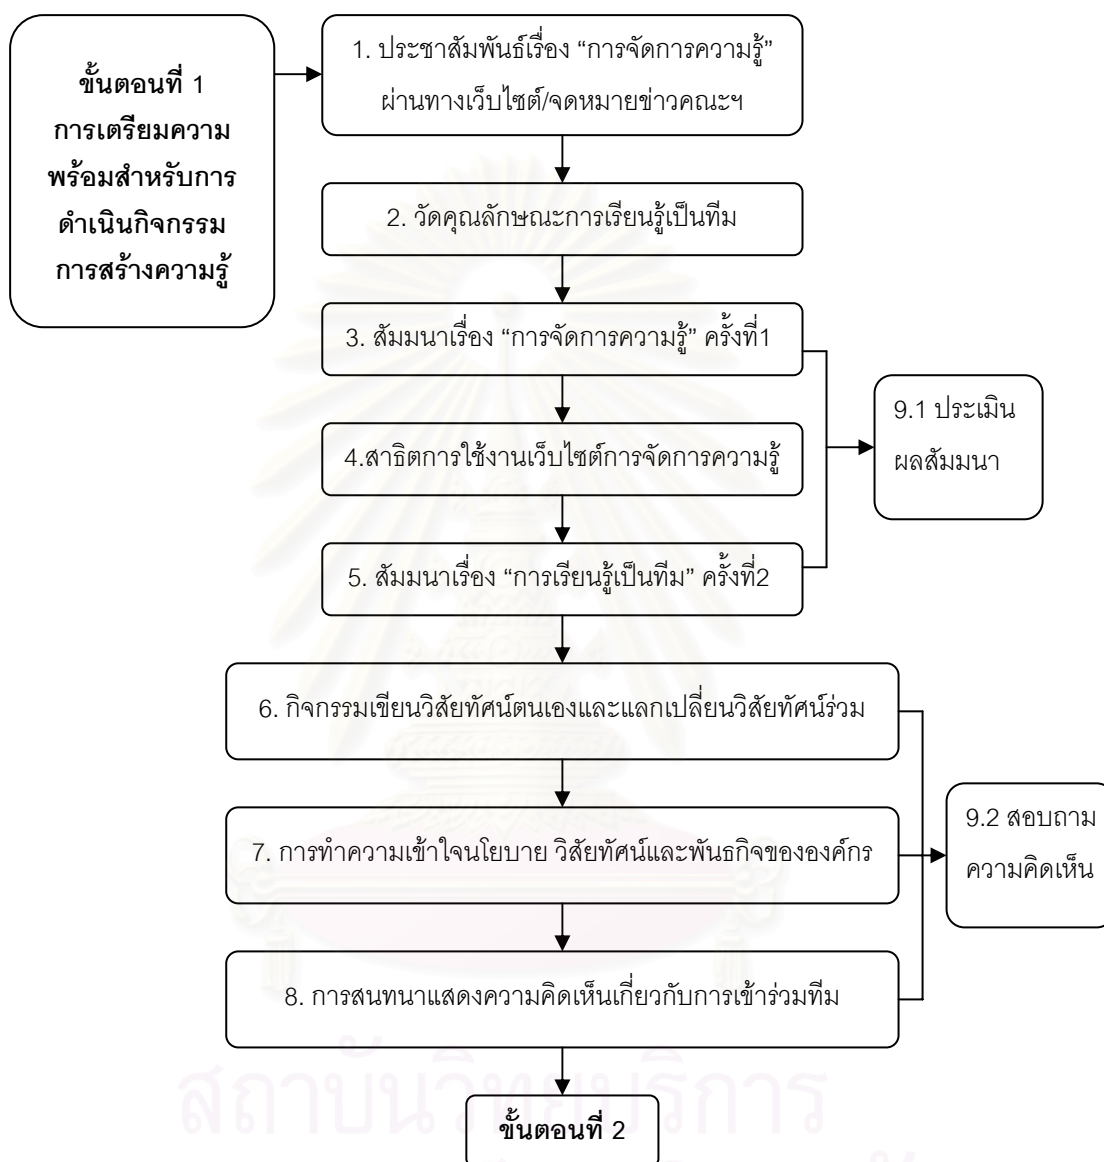 ขั้นตอนที่ 1
การเตรียมความ
พร้อมสำหรับการ
ดำเนินกิจกรรม
การสร้างความรู้
1. ประชาสัมพันธ์เรื่อง “การจัดการความรู้”
ผ่านทางเว็บไซต์/จดหมายข่าวคณะฯ
2. วัดคุณลักษณะการเรียนรู้เป็นทีม
3. สัมมนาเรื่อง “การจัดการความรู้” ครั้งที่1
4.สาธิตการใช้งานเว็บไซต์การจัดการความรู้
5. สัมมนาเรื่อง “การเรียนรู้เป็นทีม” ครั้งที่2
9.1 ประเมิน
ผลสัมมนา
6. กิจกรรมเขียนวิสัยทัศน์ตนเองและแลกเปลี่ยนวิสัยทัศน์ร่วม
7. การทำความเข้าใจนโยบาย วิสัยทัศน์และพันธกิจขององค์กร
8. การสนทนาแสดงความคิดเห็นเกี่ยวกับการเข้าร่วมทีม
9.2 สอบถาม
ความคิดเห็น
สถาบันวิทยบริการ
ขั้นตอนที่ 2